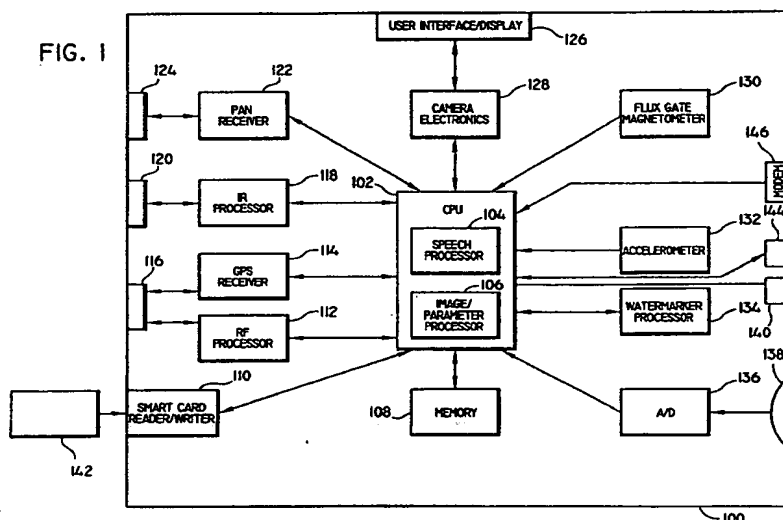 FIG. 1
USER INTERFACE/DISPLAY
126
124
122
PAN
RECEIVER
128
CAMERA
ELECTRONICS
130
FLUX GATE
MAGNETOMETER
146
MODEM
120
118
IR
PROCESSOR
102
CPU
104
SPEECH
PROCESSOR
106
IMAGE/
PARAMETER
PROCESSOR
132
ACCELEROMETER
144
116
114
GPS
RECEIVER
112
RF
PROCESSOR
WATERMARKER
PROCESSOR
134
140
138
110
SMART CARD
READER/WRITER
142
108
MEMORY
136
A/D
100